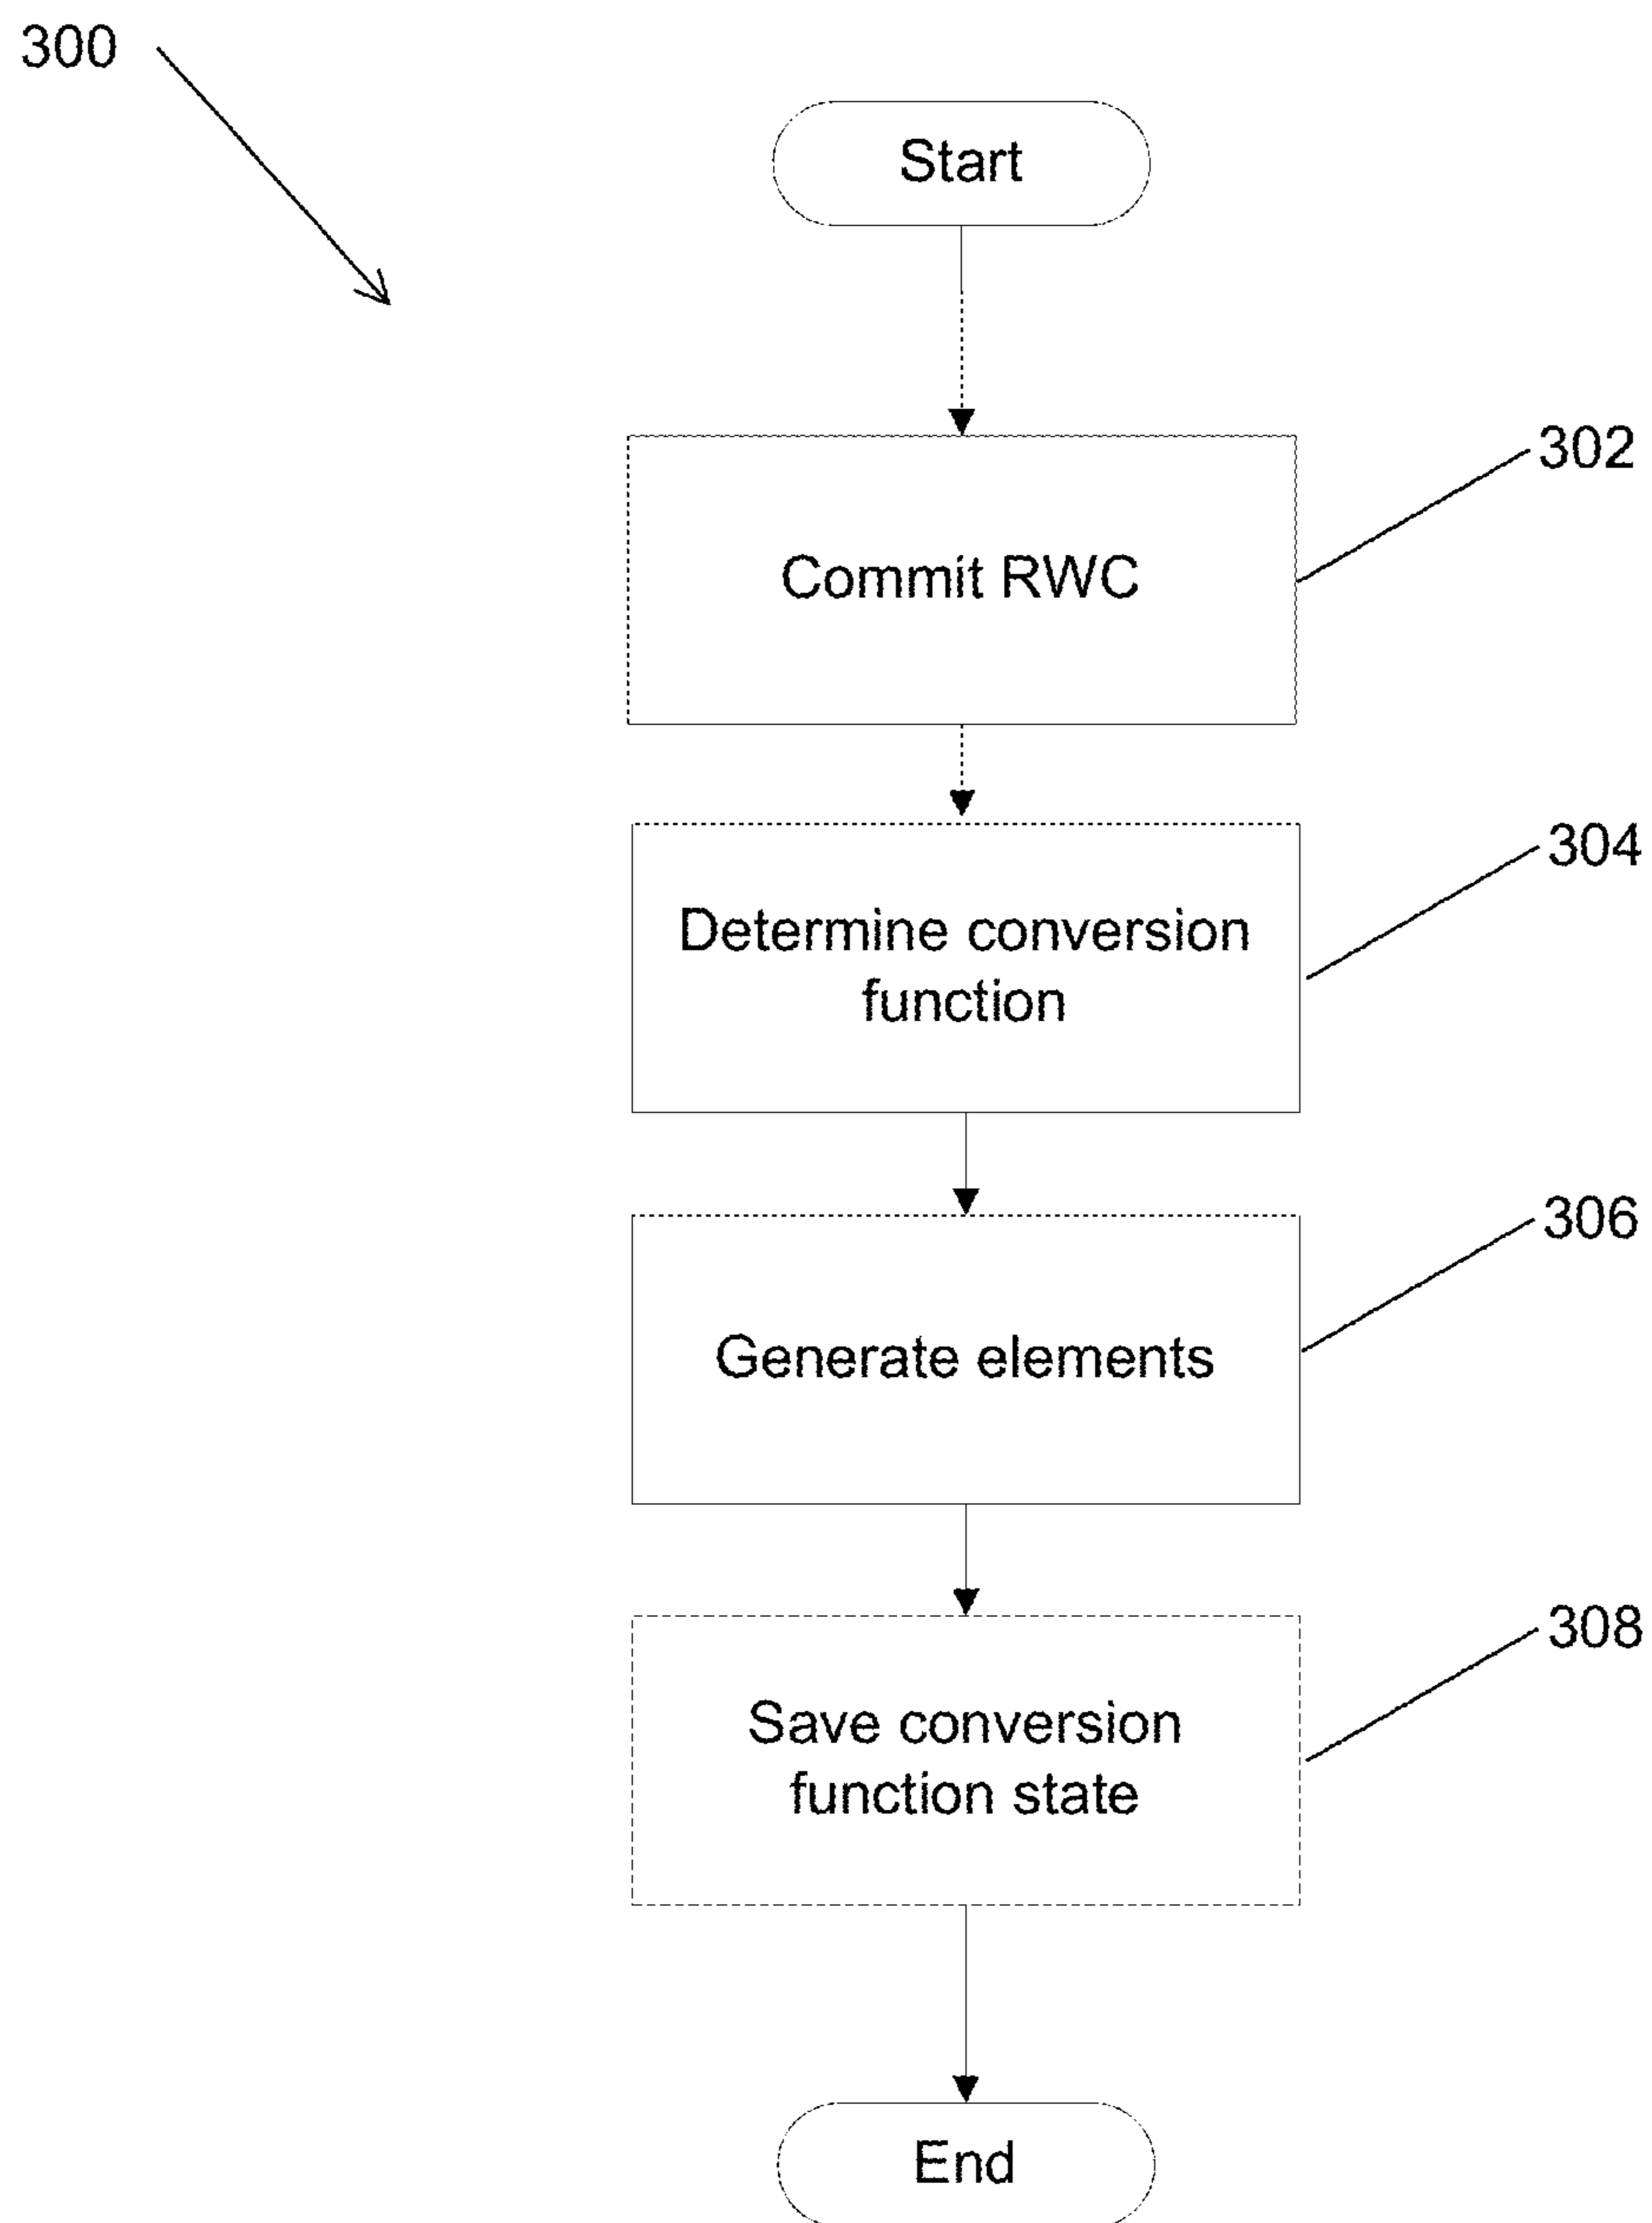 300
Start
302
Commit RWC
304
Determine conversion
function
306
Generate elements
308
Save conversion
function state
End